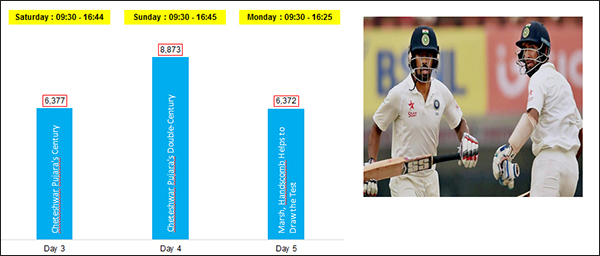 Saturday : 09:30 - 16:44
Sunday : 09:30 - 16:45
Monday : 09:30 - 16:25
6,377
8,873
6,372
Cheteshwar Pujara's Century
Cheteshwar Pujara's Double-Century
Marsh, Handscomb Helps to
Draw the Test
Day 3
Day 4
Day 5